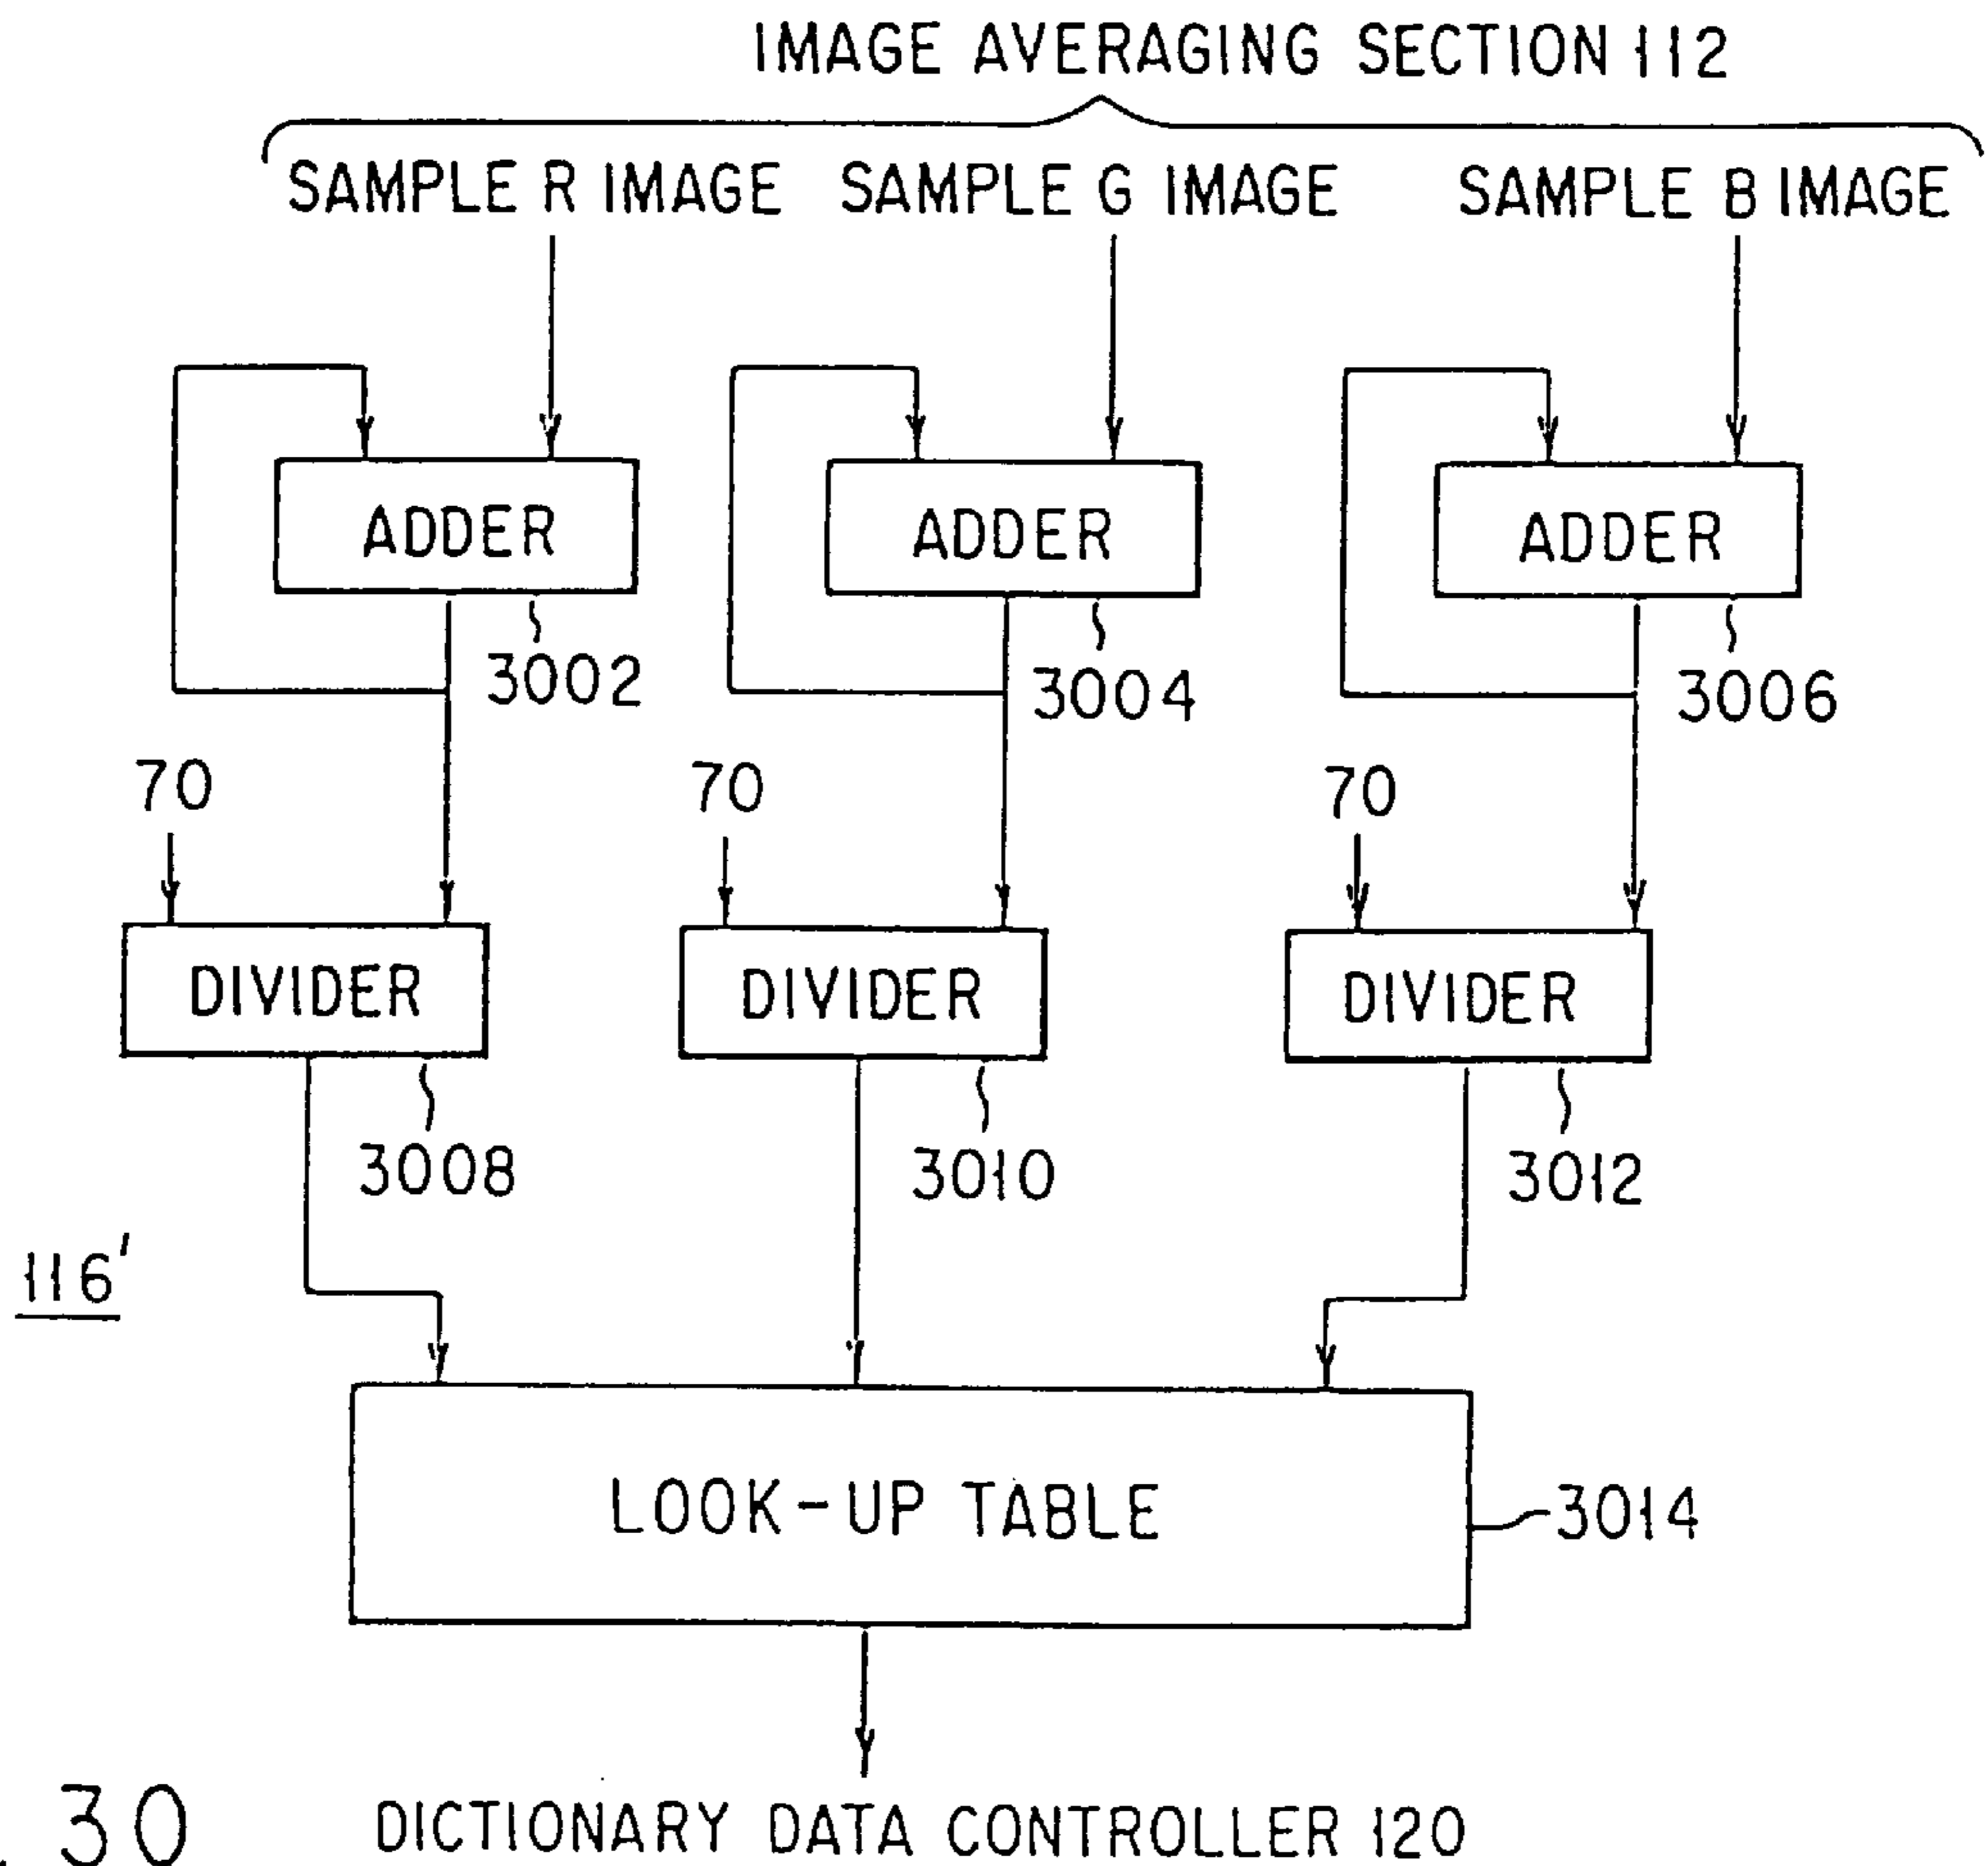 IMAGE AVERAGING SECTION 112
SAMPLE R IMAGE SAMPLE G IMAGE SAMPLE B IMAGE
ADDER ADDER ADDER
3002 3004 3006
70 70 70
DIVIDER DIVIDER DIVIDER
3008 3010 3012
116'
LOOK-UP TABLE 3014
. 30 DICTIONARY DATA CONTROLLER 120